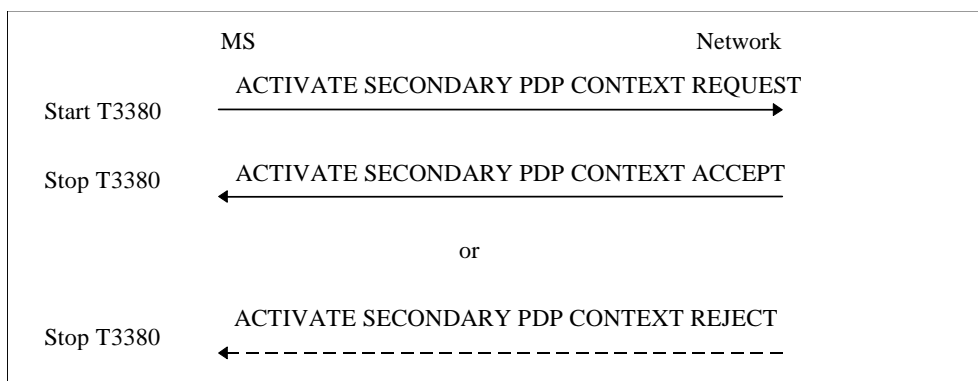 MS Network
ACTIVATE SECONDARY PDP CONTEXT REQUEST
Start T3380
ACTIVATE SECONDARY PDP CONTEXT ACCEPT
Stop T3380
or
ACTIVATE SECONDARY PDP CONTEXT REJECT
Stop T3380